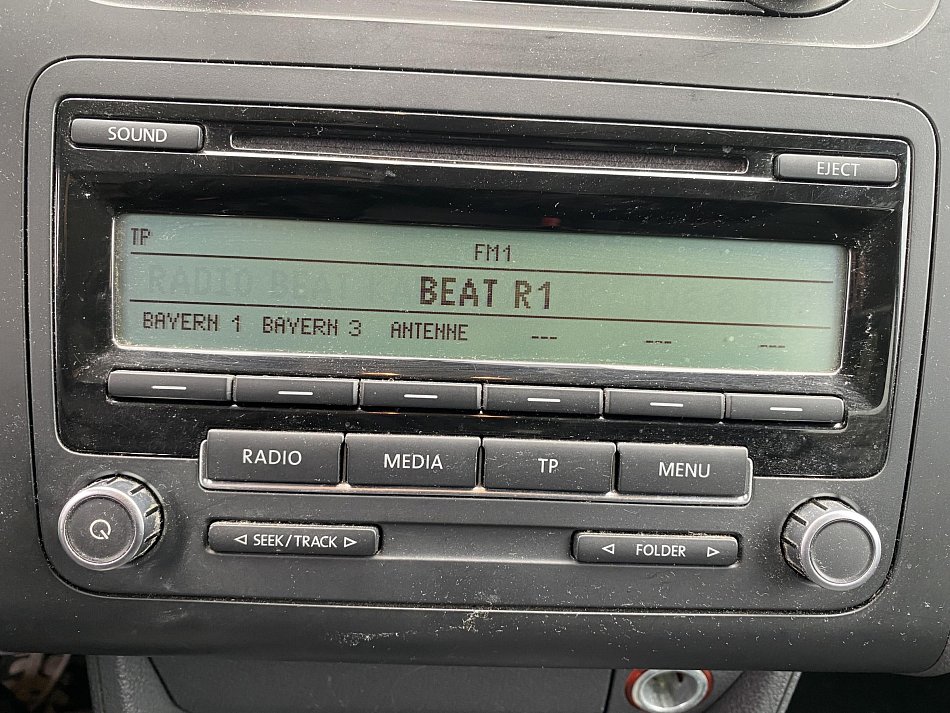 SOUND
EJECT
TP
FM1
BEAT R1
BAYERN 1 BAYERN 3 ANTENNE --- --- ---
RADIO MEDIA TP MENU
SEEK/TRACK
FOLDER